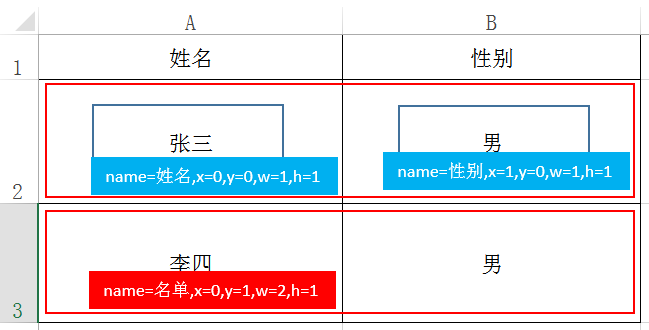 A B
1 姓名 性别
张三 男
name=姓名,x=0,y=0,w=1,h=1 name=性别,x=1,y=0,w=1,h=1
2
李四 男
name=名单,x=0,y=1,w=2,h=1
3